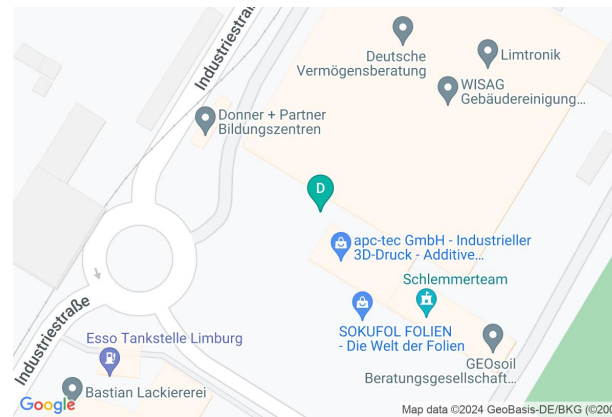 Industriestraße
Deutsche
Vermögensberatung
Limtronik
WISAG
Gebäudereinigung...
Donner + Partner
Bildungszentren
D
apc-tec GmbH - Industrieller
3D-Druck - Additive...
Schlemmerteam
SOKUFOL FOLIEN
- Die Welt der Folien
GEOsoil
Beratungsgesellschaft...
Industriestraße
Esso Tankstelle Limburg
Bastian Lackiererei
Google
Map data ©2024 GeoBasis-DE/BKG (©200